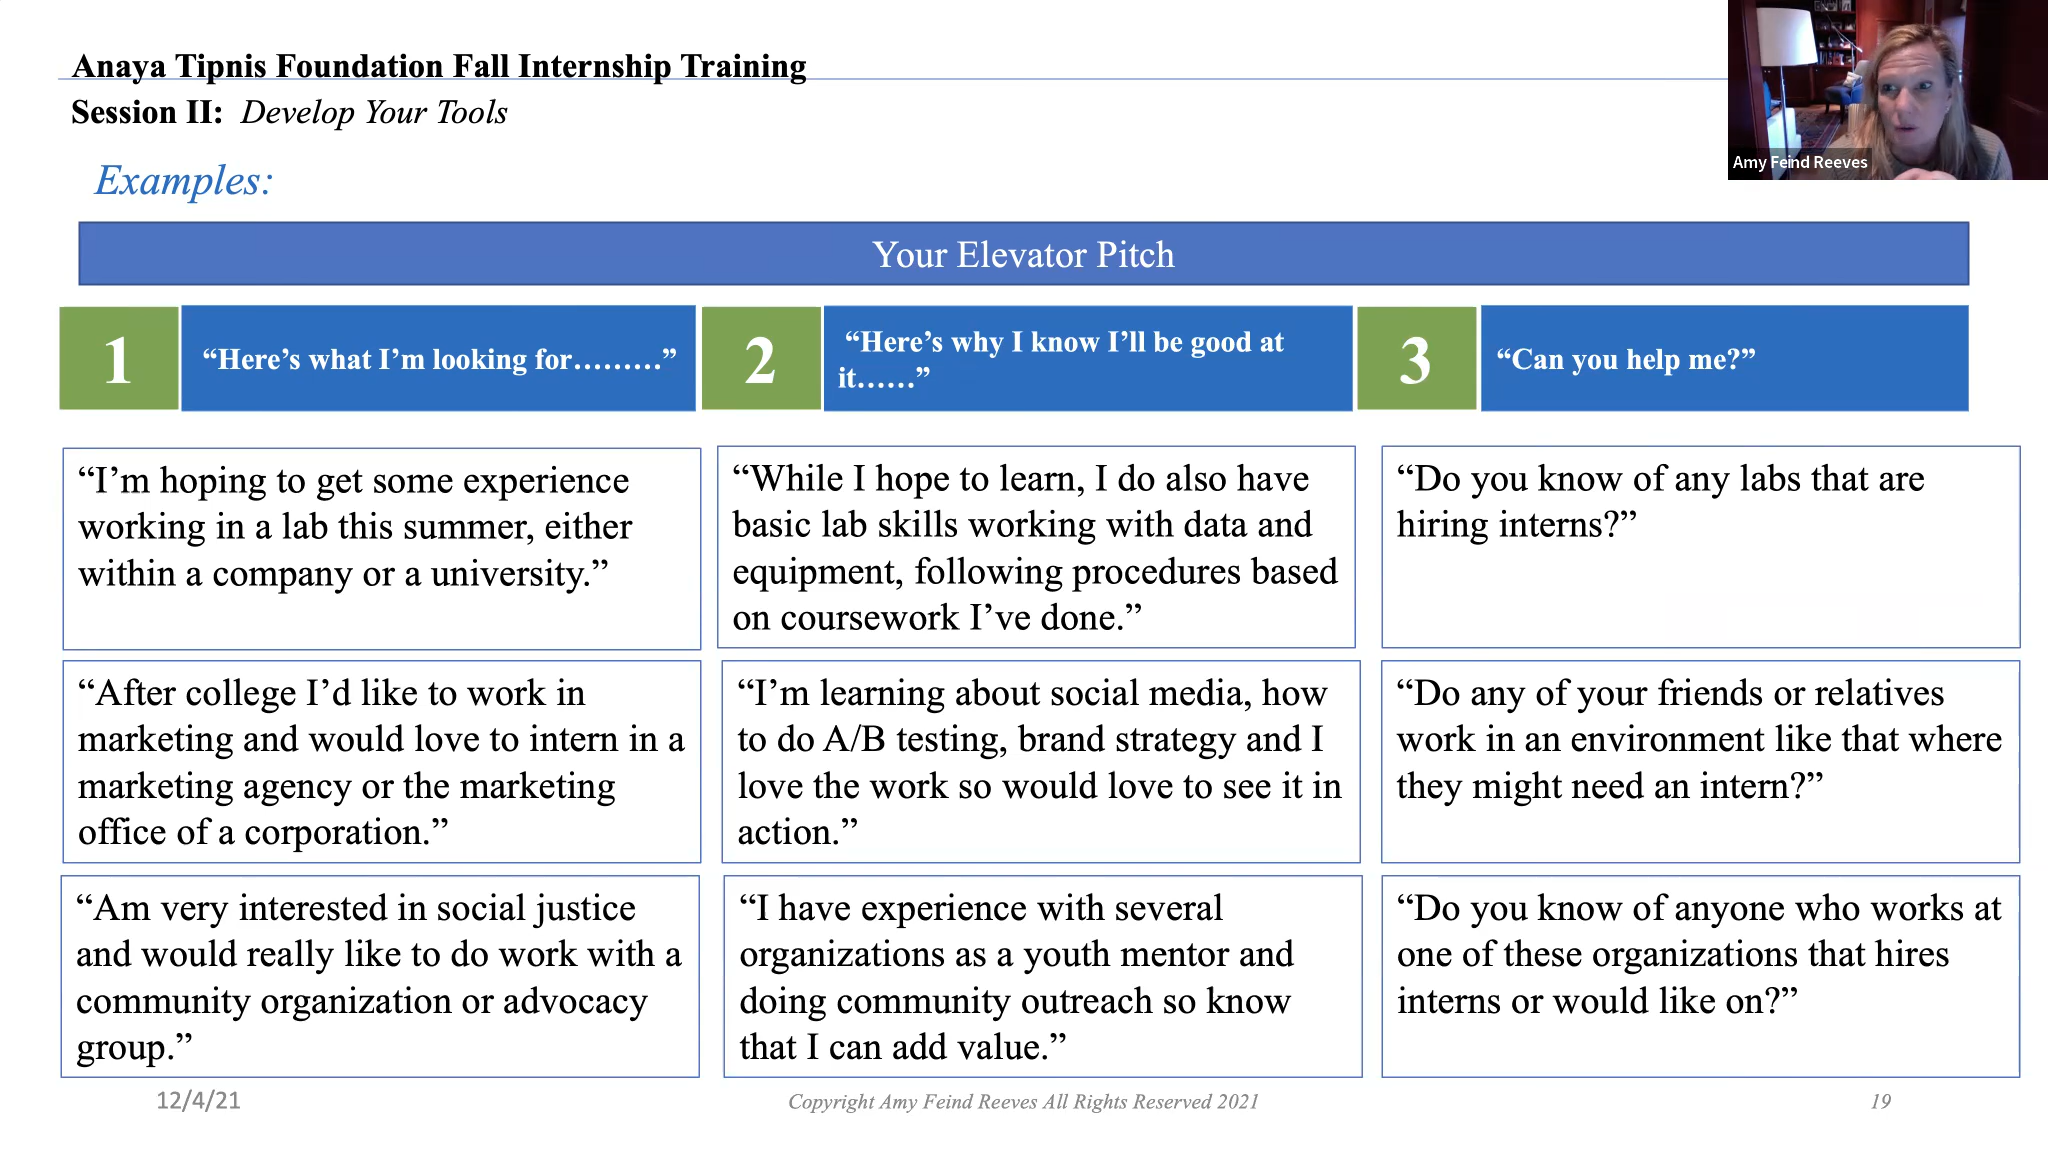 Anaya Tipnis Foundation Fall Internship Training
Session II: Develop Your Tools
Amy Feind Reeves
Examples:
Your Elevator Pitch
1
“Here’s what I’m looking for………”
2
“Here’s why I know I’ll be good at
it……”
3
“Can you help me?”
“I’m hoping to get some experience
working in a lab this summer, either
within a company or a university.”
“While I hope to learn, I do also have
basic lab skills working with data and
equipment, following procedures based
on coursework I’ve done.”
“Do you know of any labs that are
hiring interns?”
“After college I’d like to work in
marketing and would love to intern in a
marketing agency or the marketing
office of a corporation.”
“I’m learning about social media, how
to do A/B testing, brand strategy and I
love the work so would love to see it in
action.”
“Do any of your friends or relatives
work in an environment like that where
they might need an intern?”
“Am very interested in social justice
and would really like to do work with a
community organization or advocacy
group.”
“I have experience with several
organizations as a youth mentor and
doing community outreach so know
that I can add value.”
“Do you know of anyone who works at
one of these organizations that hires
interns or would like on?”
12/4/21
Copyright Amy Feind Reeves All Rights Reserved 2021
19